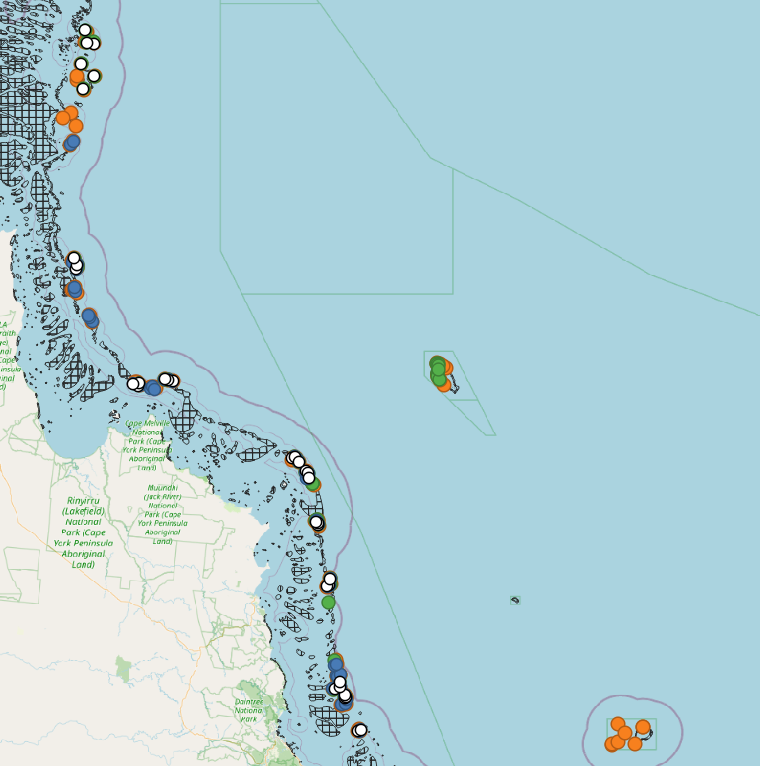 Cape Melville
National
Park (Cape
York Peninsula
Aboriginal
Land)
Rinyirru
(Lakefield)
National
Park (Cape
York Peninsula
Aboriginal
Land)
Muundhi
(Jack River)
National
Park (Cape
York Peninsula
Aboriginal
Land)
Daintree
National
Park